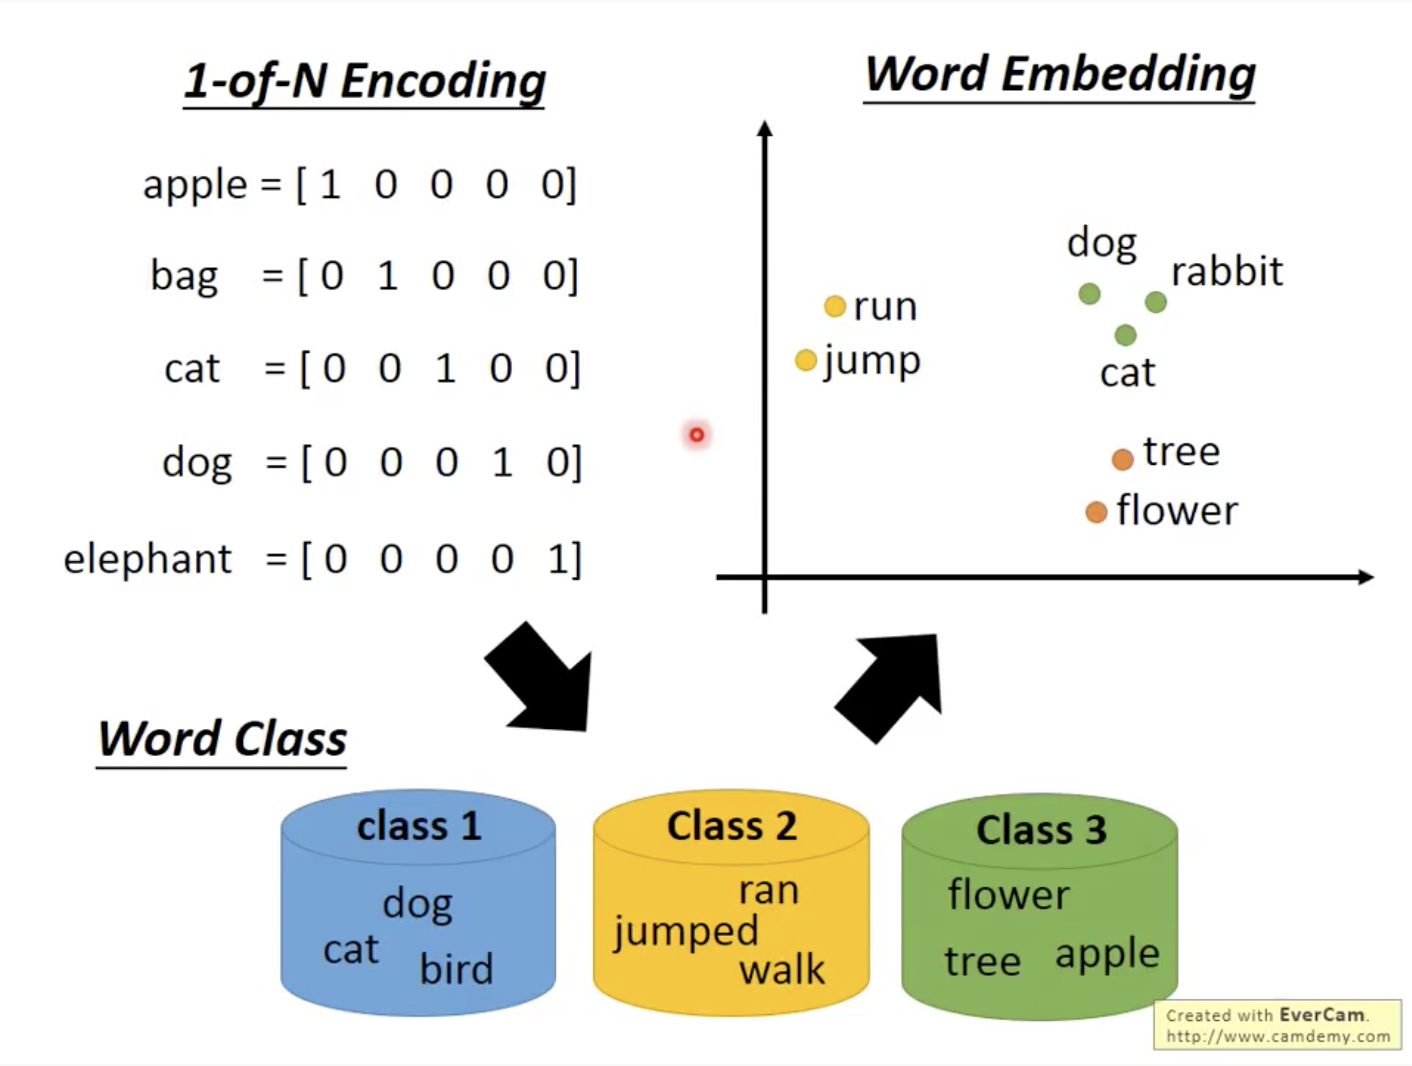 1-of-N Encoding
apple = [ 1 0 0 0 0]
bag = [ 0 1 0 0 0]
cat = [ 0 0 1 0 0]
dog = [ 0 0 0 1 0]
elephant = [ 0 0 0 0 1]
Word Embedding
dog
rabbit
run
jump
cat
tree
flower
Word Class
class 1
dog
cat
bird
Class 2
ran
jumped
walk
Class 3
flower
tree apple
Created with EverCam.
http://www.camdemy.com